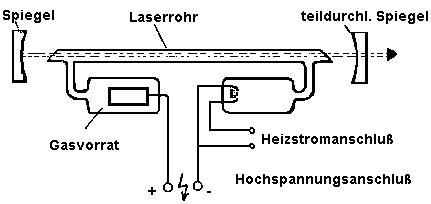 Spiegel
Laserrohr
teildurchl. Spiegel
Gasvorrat
Heizstromanschluß
+ -
Hochspannungsanschluß